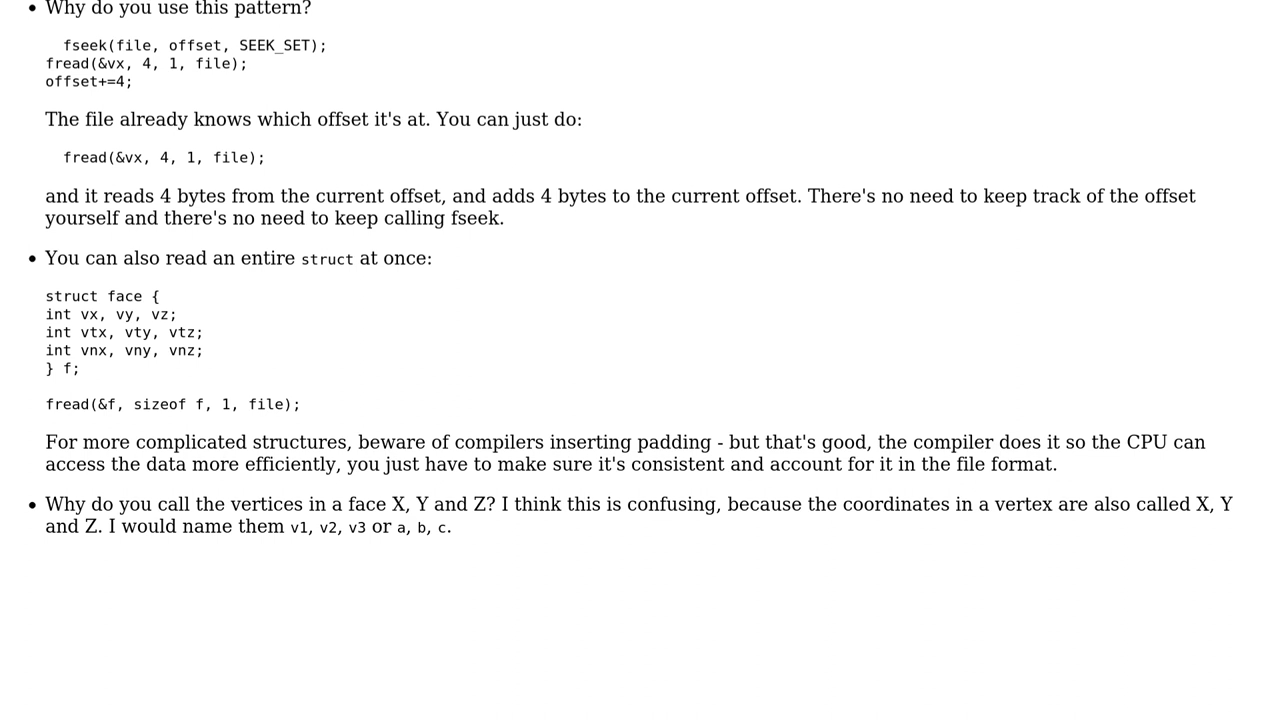 • Why do you use this pattern?
fseek(file, offset, SEEK_SET);
fread(&vx, 4, 1, file);
offset+=4;
The file already knows which offset it's at. You can just do:
fread(&vx, 4, 1, file);
and it reads 4 bytes from the current offset, and adds 4 bytes to the current offset. There's no need to keep track of the offset
yourself and there's no need to keep calling fseek.
• You can also read an entire struct at once:
struct face {
int vx, vy, vz;
int vtx, vty, vtz;
int vnx, vny, vnz;
} f;
fread(&f, sizeof f, 1, file);
For more complicated structures, beware of compilers inserting padding - but that's good, the compiler does it so the CPU can
access the data more efficiently, you just have to make sure it's consistent and account for it in the file format.
• Why do you call the vertices in a face X, Y and Z? I think this is confusing, because the coordinates in a vertex are also called X, Y
and Z. I would name them v1, v2, v3 or a, b, c.